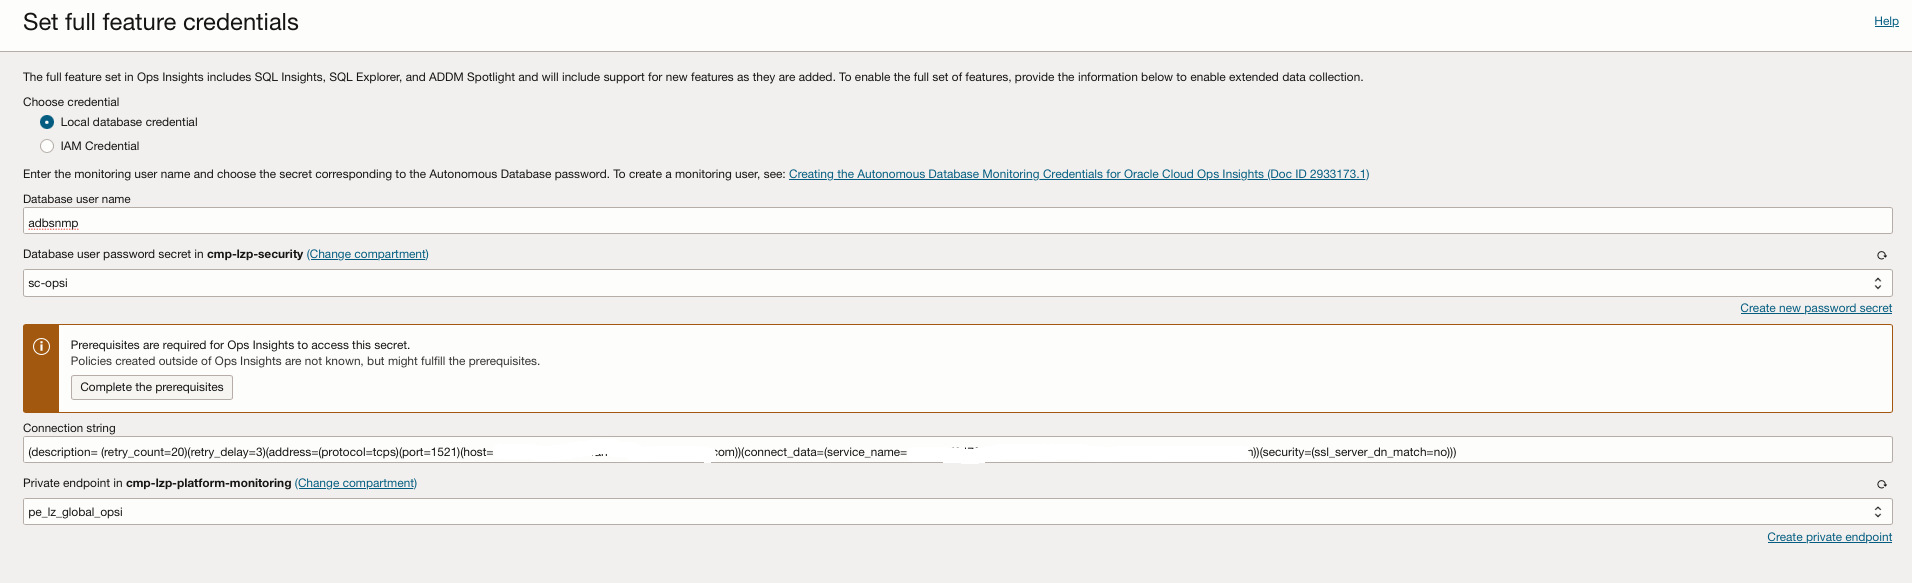 Set full feature credentials
Help
The full feature set in Ops Insights includes SQL Insights, SQL Explorer, and ADDM Spotlight and will include support for new features as they are added. To enable the full set of features, provide the information below to enable extended data collection.
Choose credential
Local database credential
IAM Credential
Enter the monitoring user name and choose the secret corresponding to the Autonomous Database password. To create a monitoring user, see: Creating the Autonomous Database Monitoring Credentials for Oracle Cloud Ops Insights (Doc ID 2933173.1)
Database user name
adbsnmp
Database user password secret in cmp-lzp-security (Change compartment)
sc-opsi
Create new password secret
Prerequisites are required for Ops Insights to access this secret.
Policies created outside of Ops Insights are not known, but might fulfill the prerequisites.
Complete the prerequisites
Connection string
(description= (retry_count=20)(retry_delay=3)(address=(protocol=tcps)(port=1521)(host= com))(connect_data=(service_name= ))(security=(ssl_server_dn_match=no)))
Private endpoint in cmp-lzp-platform-monitoring (Change compartment)
pe_lz_global_opsi
Create private endpoint